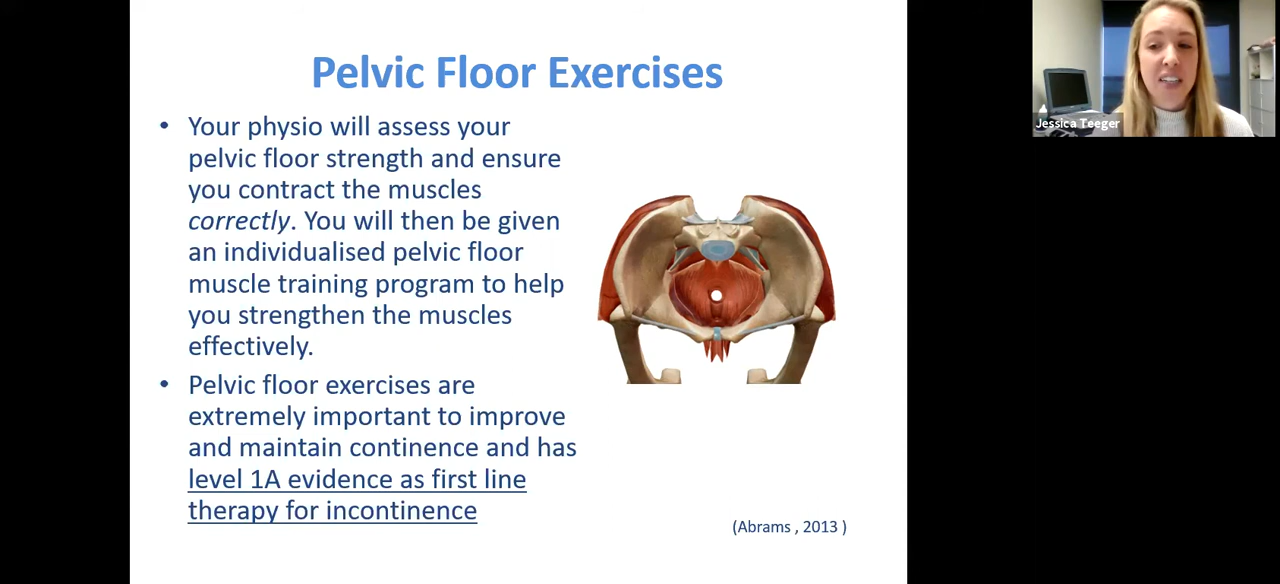 Pelvic Floor Exercises
• Your physio will assess your
pelvic floor strength and ensure
you contract the muscles
correctly. You will then be given
an individualised pelvic floor
muscle training program to help
you strengthen the muscles
effectively.
• Pelvic floor exercises are
extremely important to improve
and maintain continence and has
level 1A evidence as first line
therapy for incontinence
(Abrams , 2013 )
Jessica Teeger